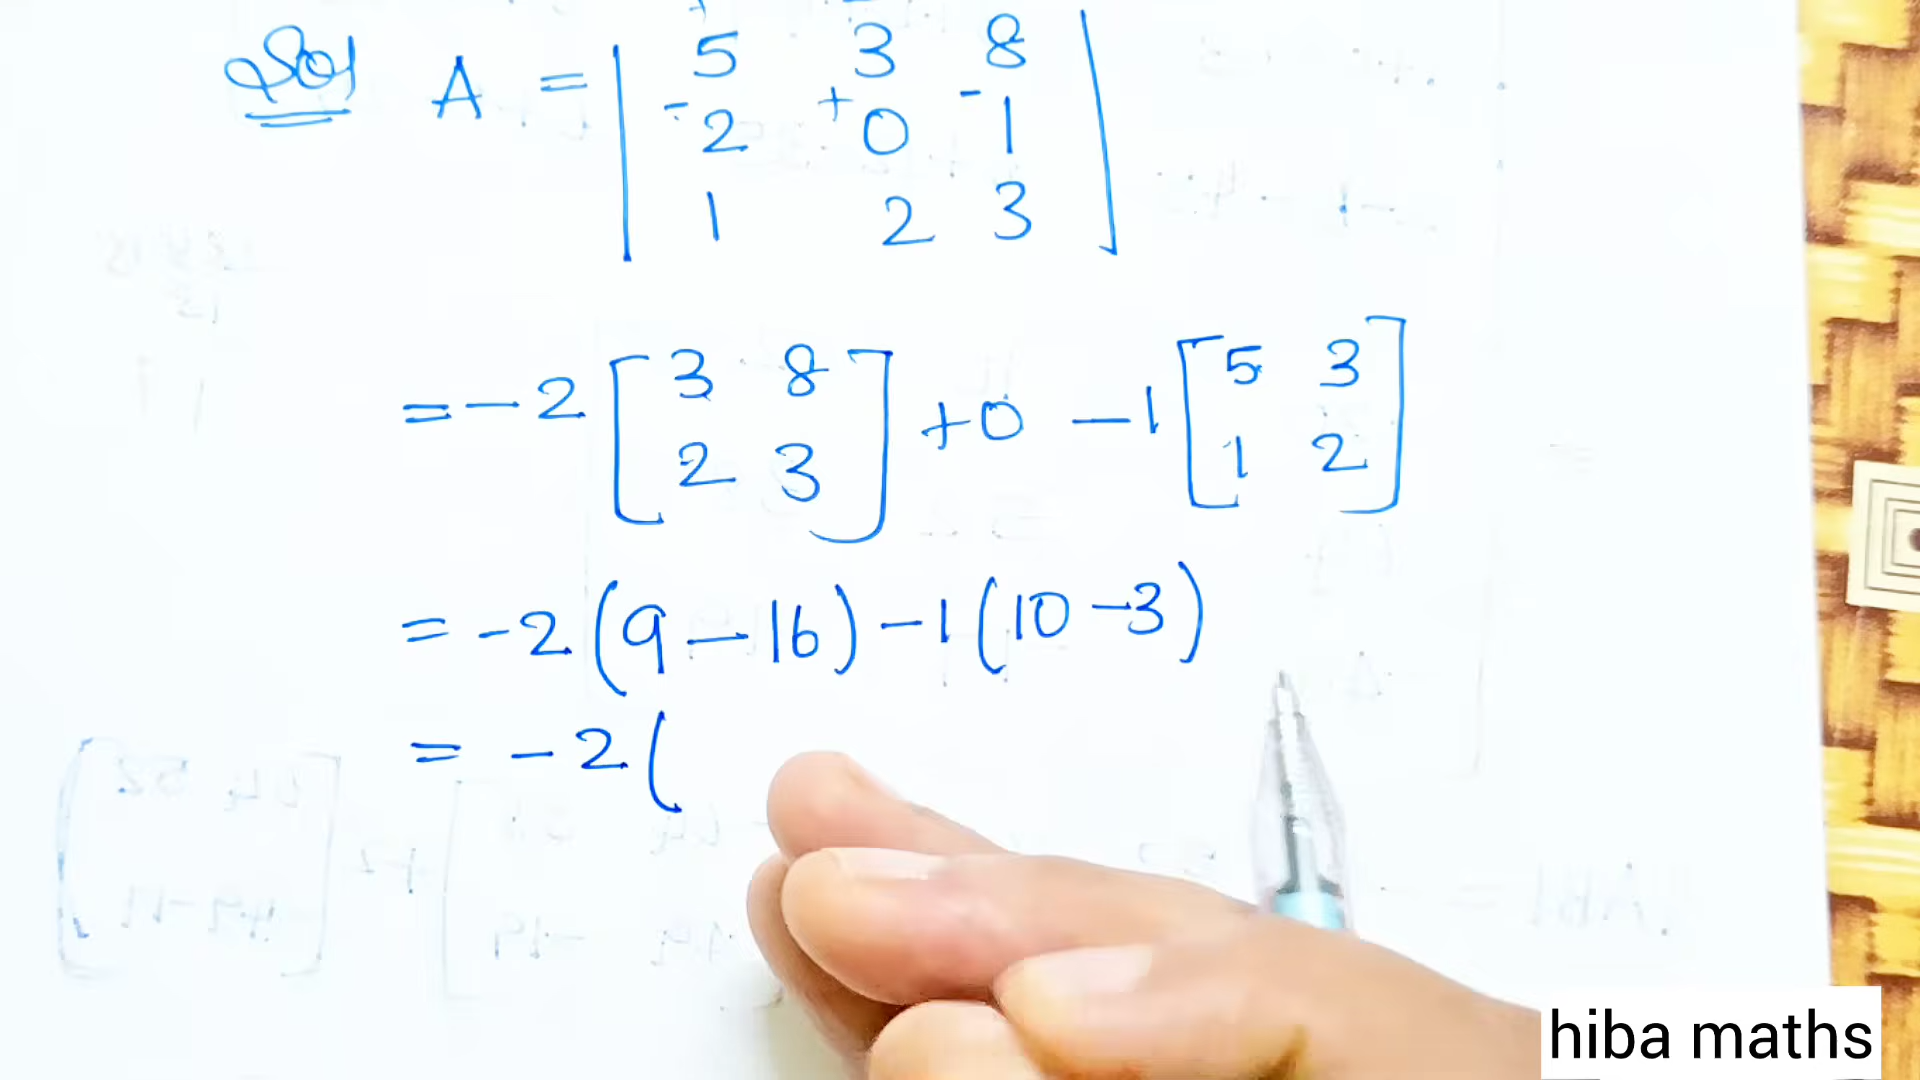 +
Sol A = | 5 3 8 |
| -2 +0 -1 |
| 1 2 3 |
= -2 [ 3 8 ] +0 -1 [ 5 3 ]
[ 2 3 ] [ 1 2 ]
= -2 (9 - 16) -1 (10 - 3)
= -2 (
hiba maths